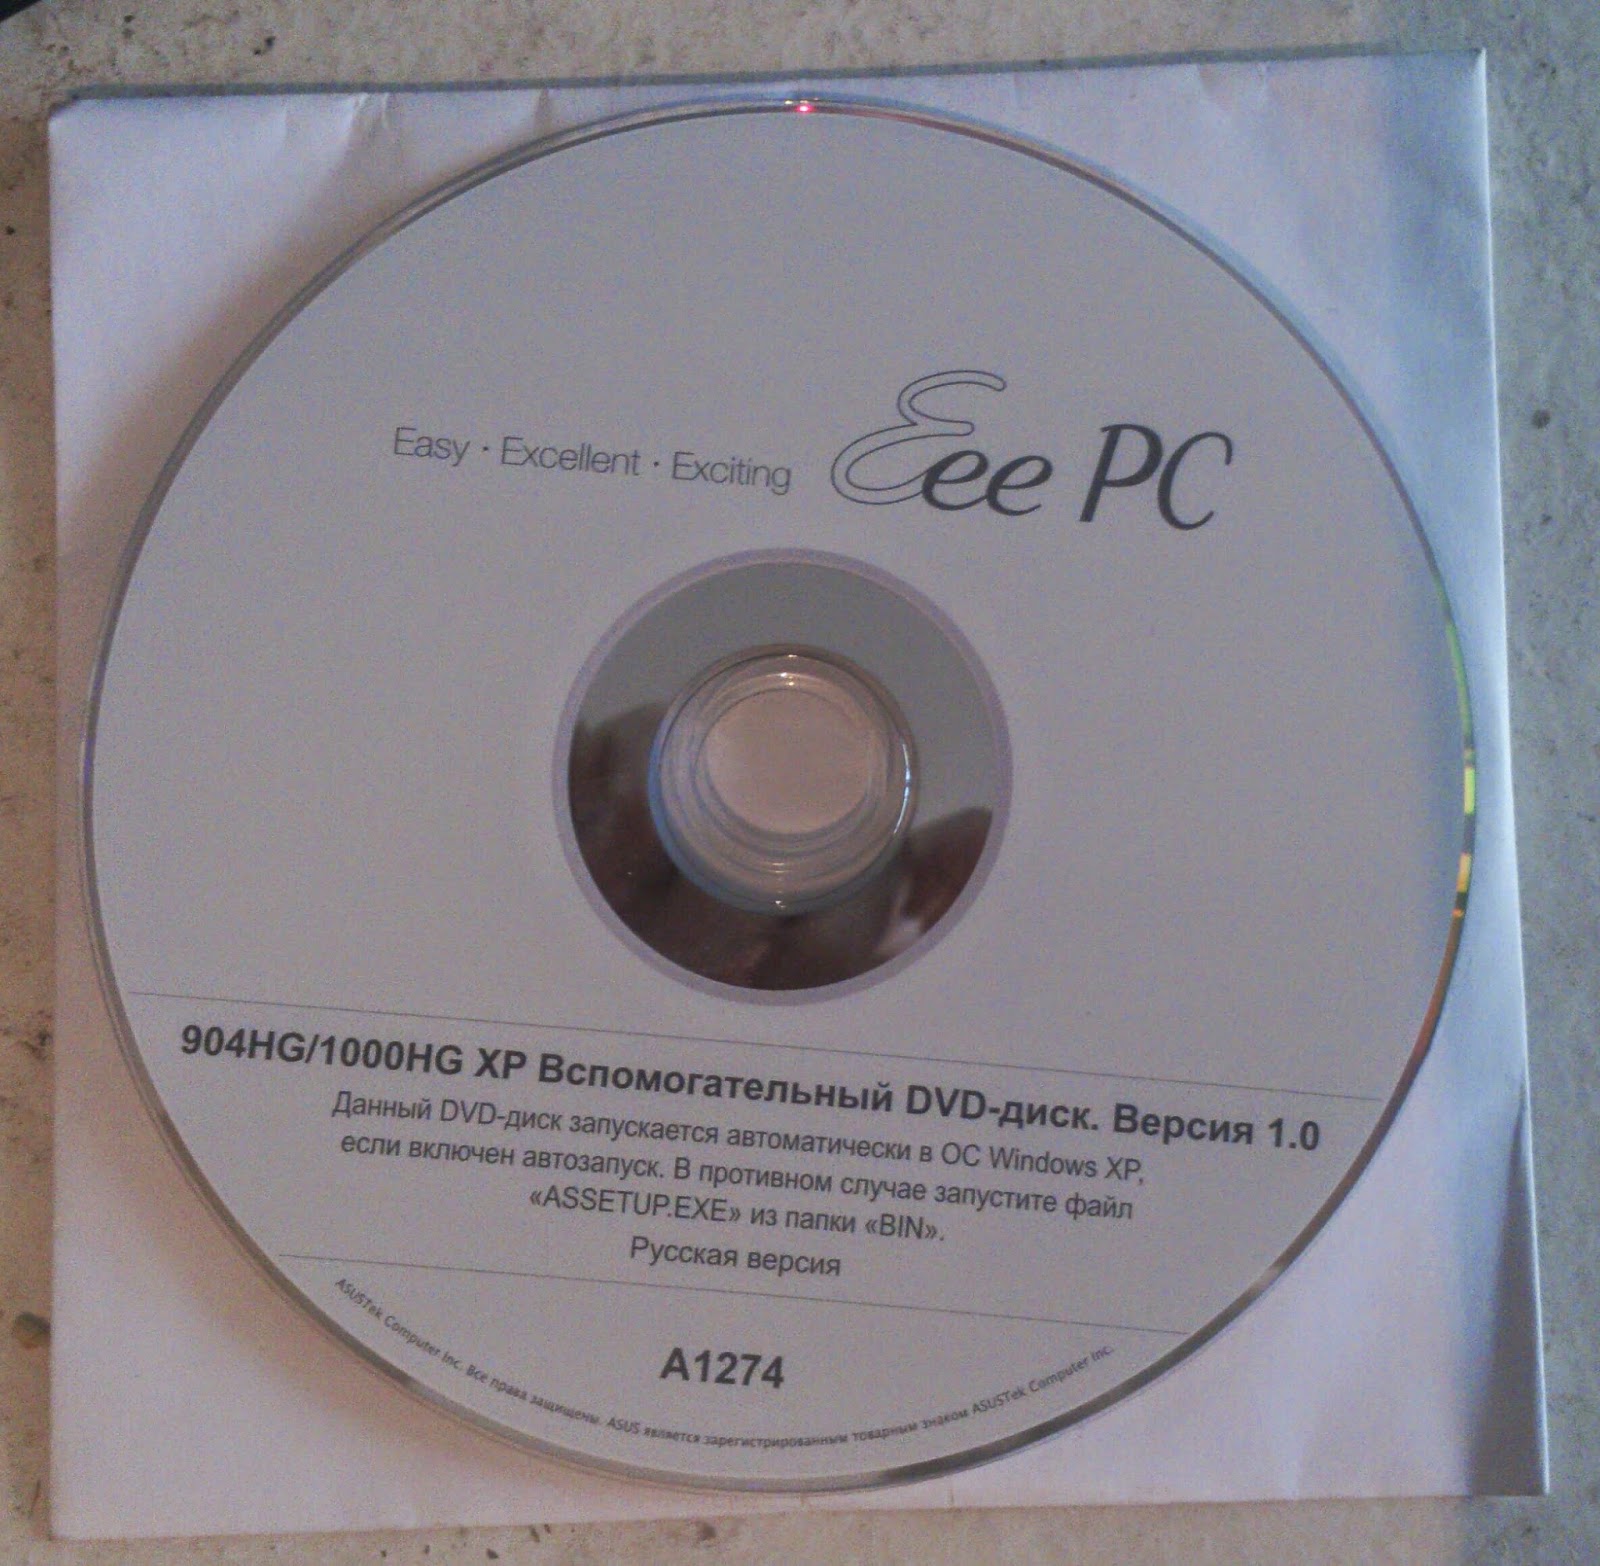 Easy · Excellent · Exciting Eee PC
904HG/1000HG XP Вспомогательный DVD-диск. Версия 1.0
Данный DVD-диск запускается автоматически в ОС Windows XP,
если включен автозапуск. В противном случае запустите файл
«ASSETUP.EXE» из папки «BIN».
Русская версия
A1274
ASUSTek Computer Inc. Все права защищены. ASUS является зарегистрированным товарным знаком ASUSTek Computer Inc.